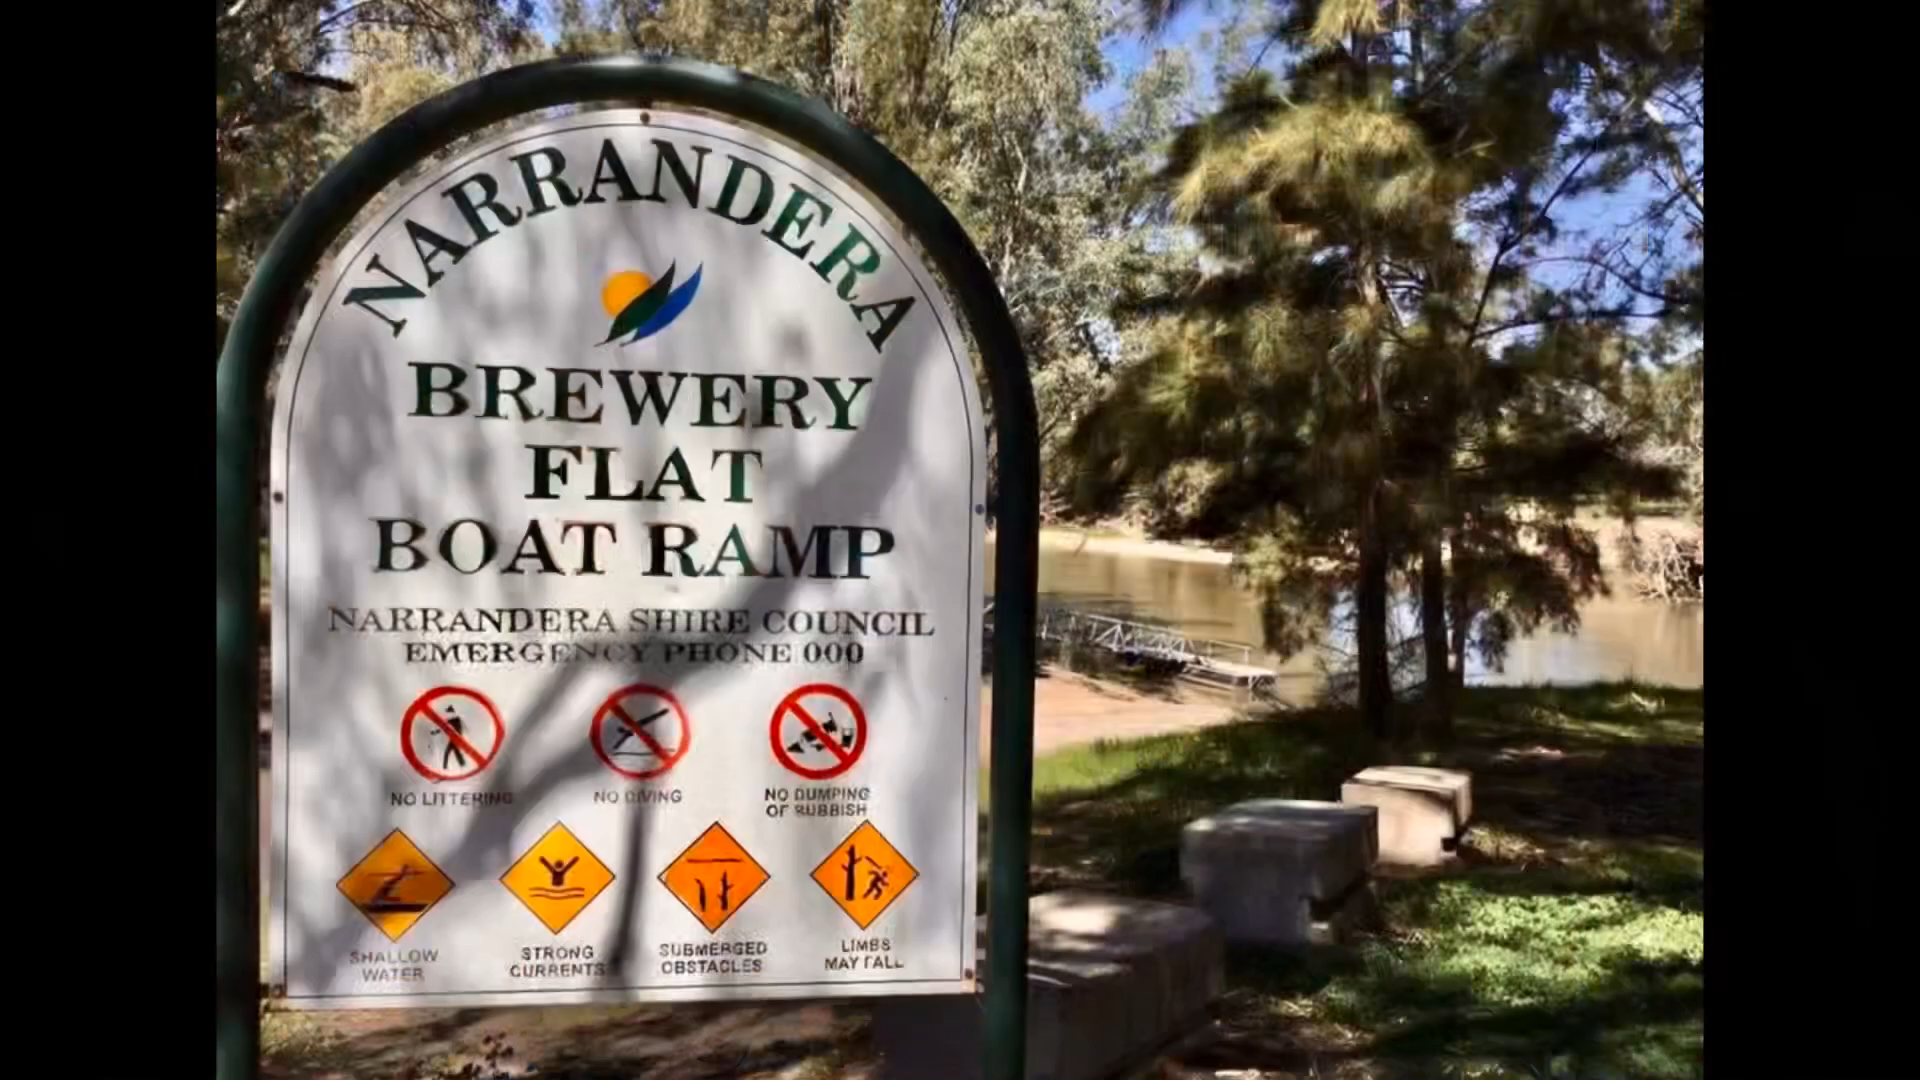 NARRANDERA
BREWERY
FLAT
BOAT RAMP
NARRANDERA SHIRE COUNCIL
EMERGENCY PHONE 000
NO LITTERING
NO DIVING
NO DUMPING
OF RUBBISH
SHALLOW
WATER
STRONG
CURRENTS
SUBMERGED
OBSTACLES
LIMBS
MAY FALL